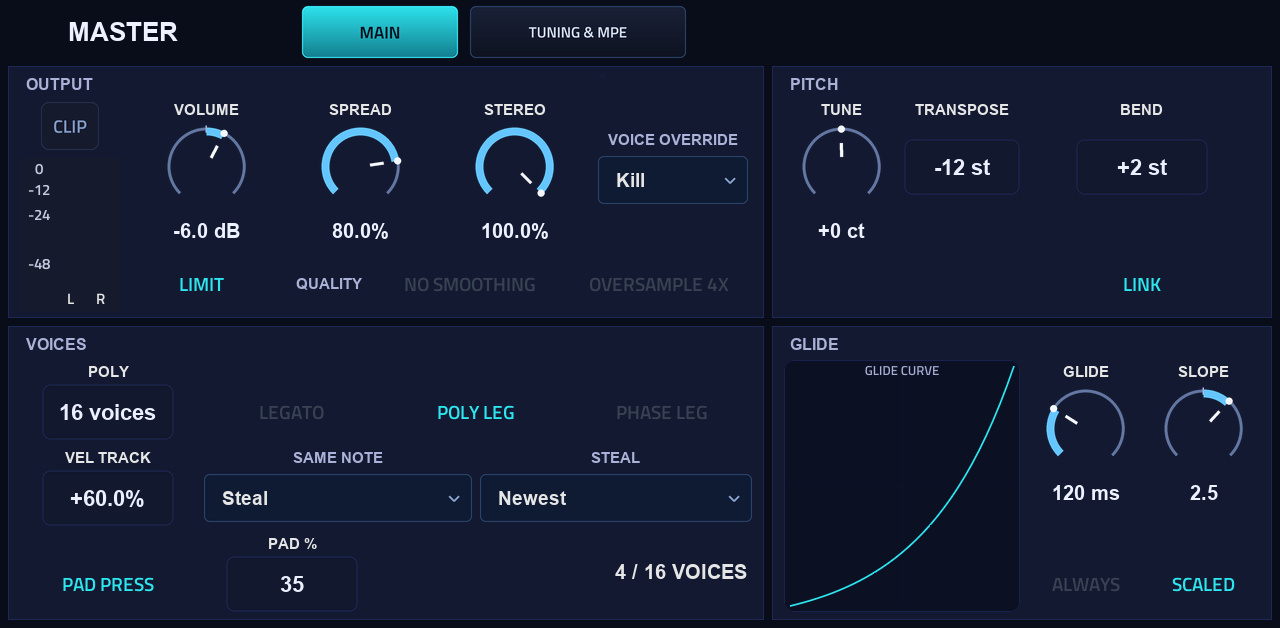 MASTER
MAIN
TUNING & MPE
OUTPUT
CLIP
0
-12
-24
-48
L R
VOLUME
-6.0 dB
SPREAD
80.0%
STEREO
100.0%
VOICE OVERRIDE
Kill
LIMIT
QUALITY
NO SMOOTHING
OVERSAMPLE 4X
PITCH
TUNE
+0 ct
TRANSPOSE
-12 st
BEND
+2 st
LINK
VOICES
POLY
16 voices
LEGATO
POLY LEG
PHASE LEG
VEL TRACK
+60.0%
SAME NOTE
Steal
STEAL
Newest
PAD PRESS
PAD %
35
4 / 16 VOICES
GLIDE
GLIDE CURVE
GLIDE
120 ms
SLOPE
2.5
ALWAYS
SCALED